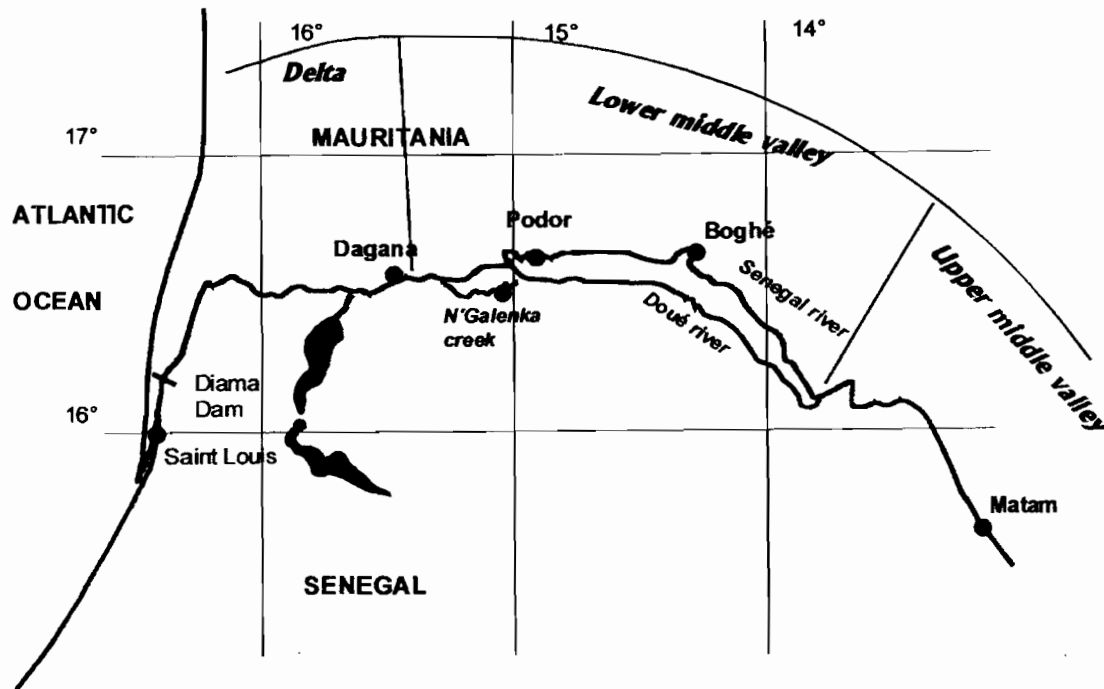 16°
15°
14°
Delta
Lower middle valley
17°
MAURITANIA
ATLANTIC
OCEAN
Podor
Boghé
Dagana
Upper middle valley
Senegal river
N'Galenka
creek
Doué river
Diama
Dam
16°
Saint Louis
Matam
SENEGAL